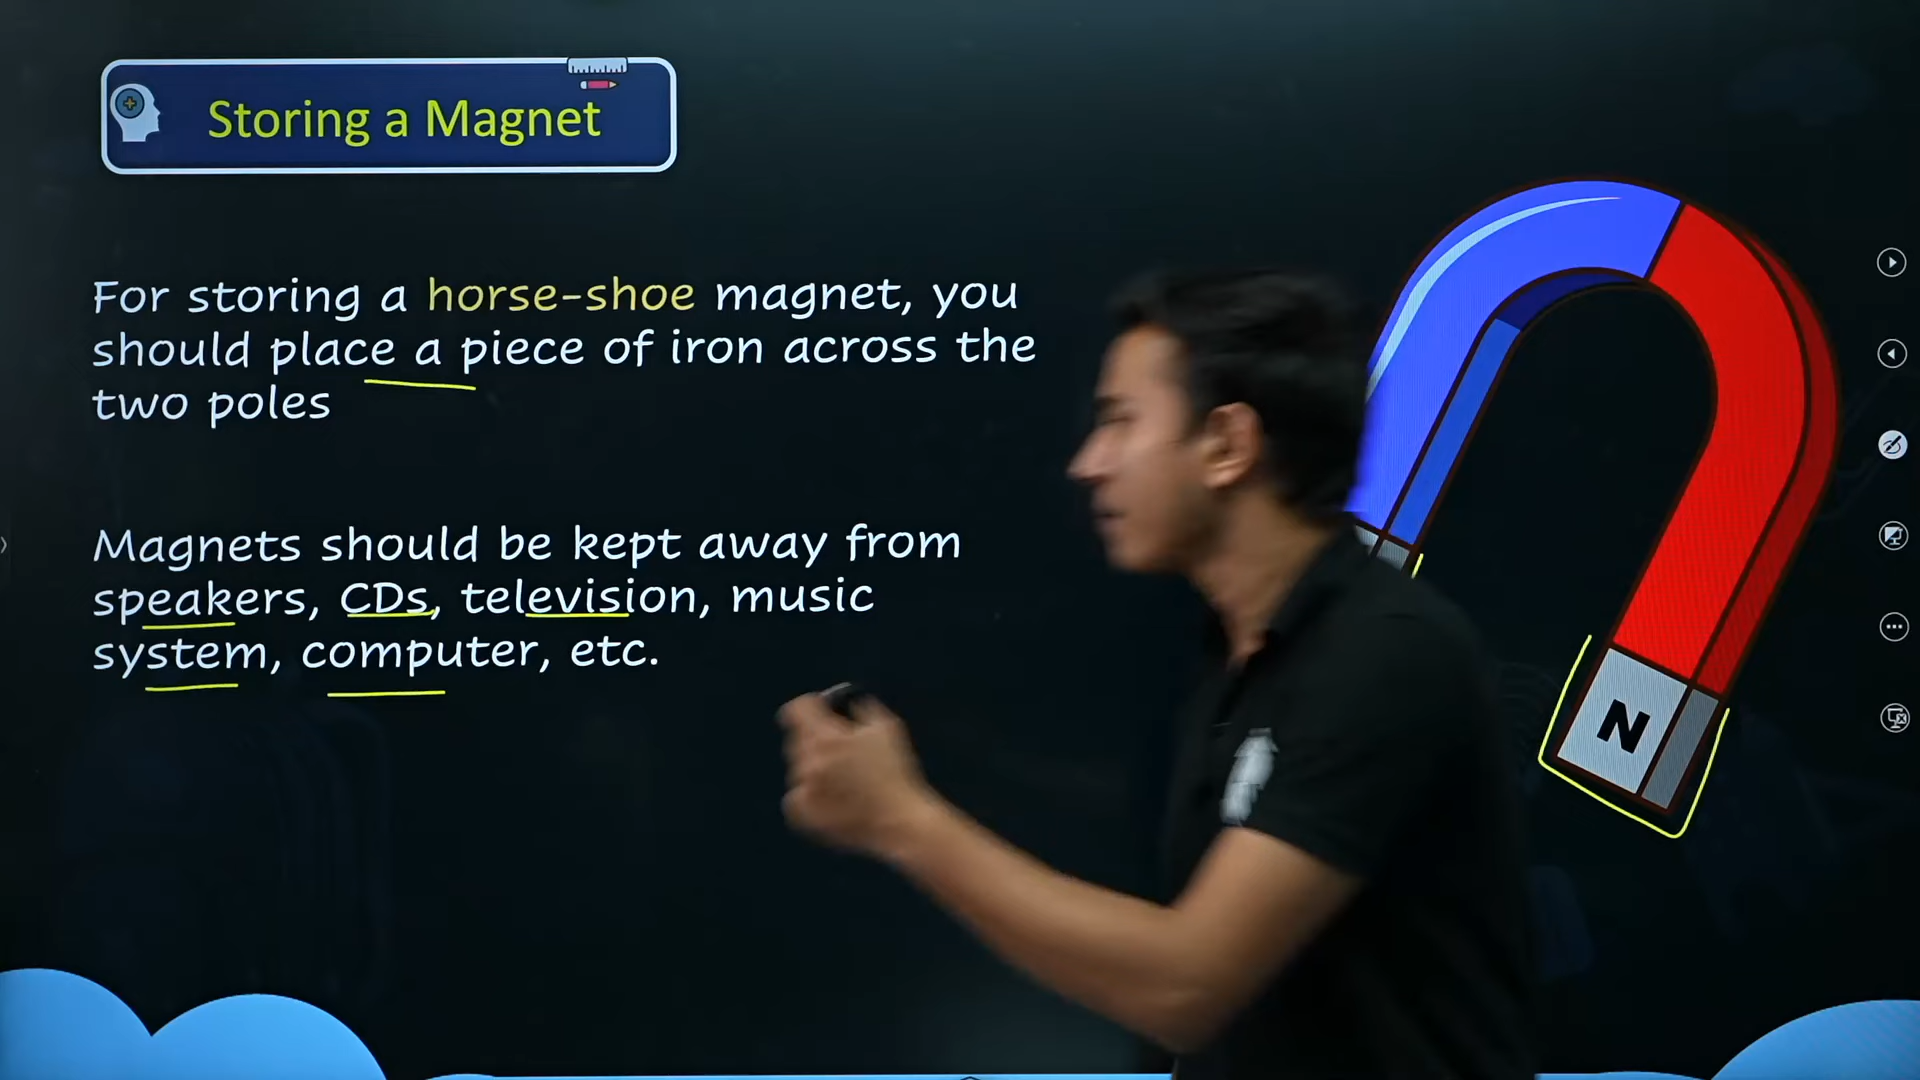 Storing a Magnet
For storing a horse-shoe magnet, you
should place a piece of iron across the
two poles
Magnets should be kept away from
speakers, CDs, television, music
system, computer, etc.
N